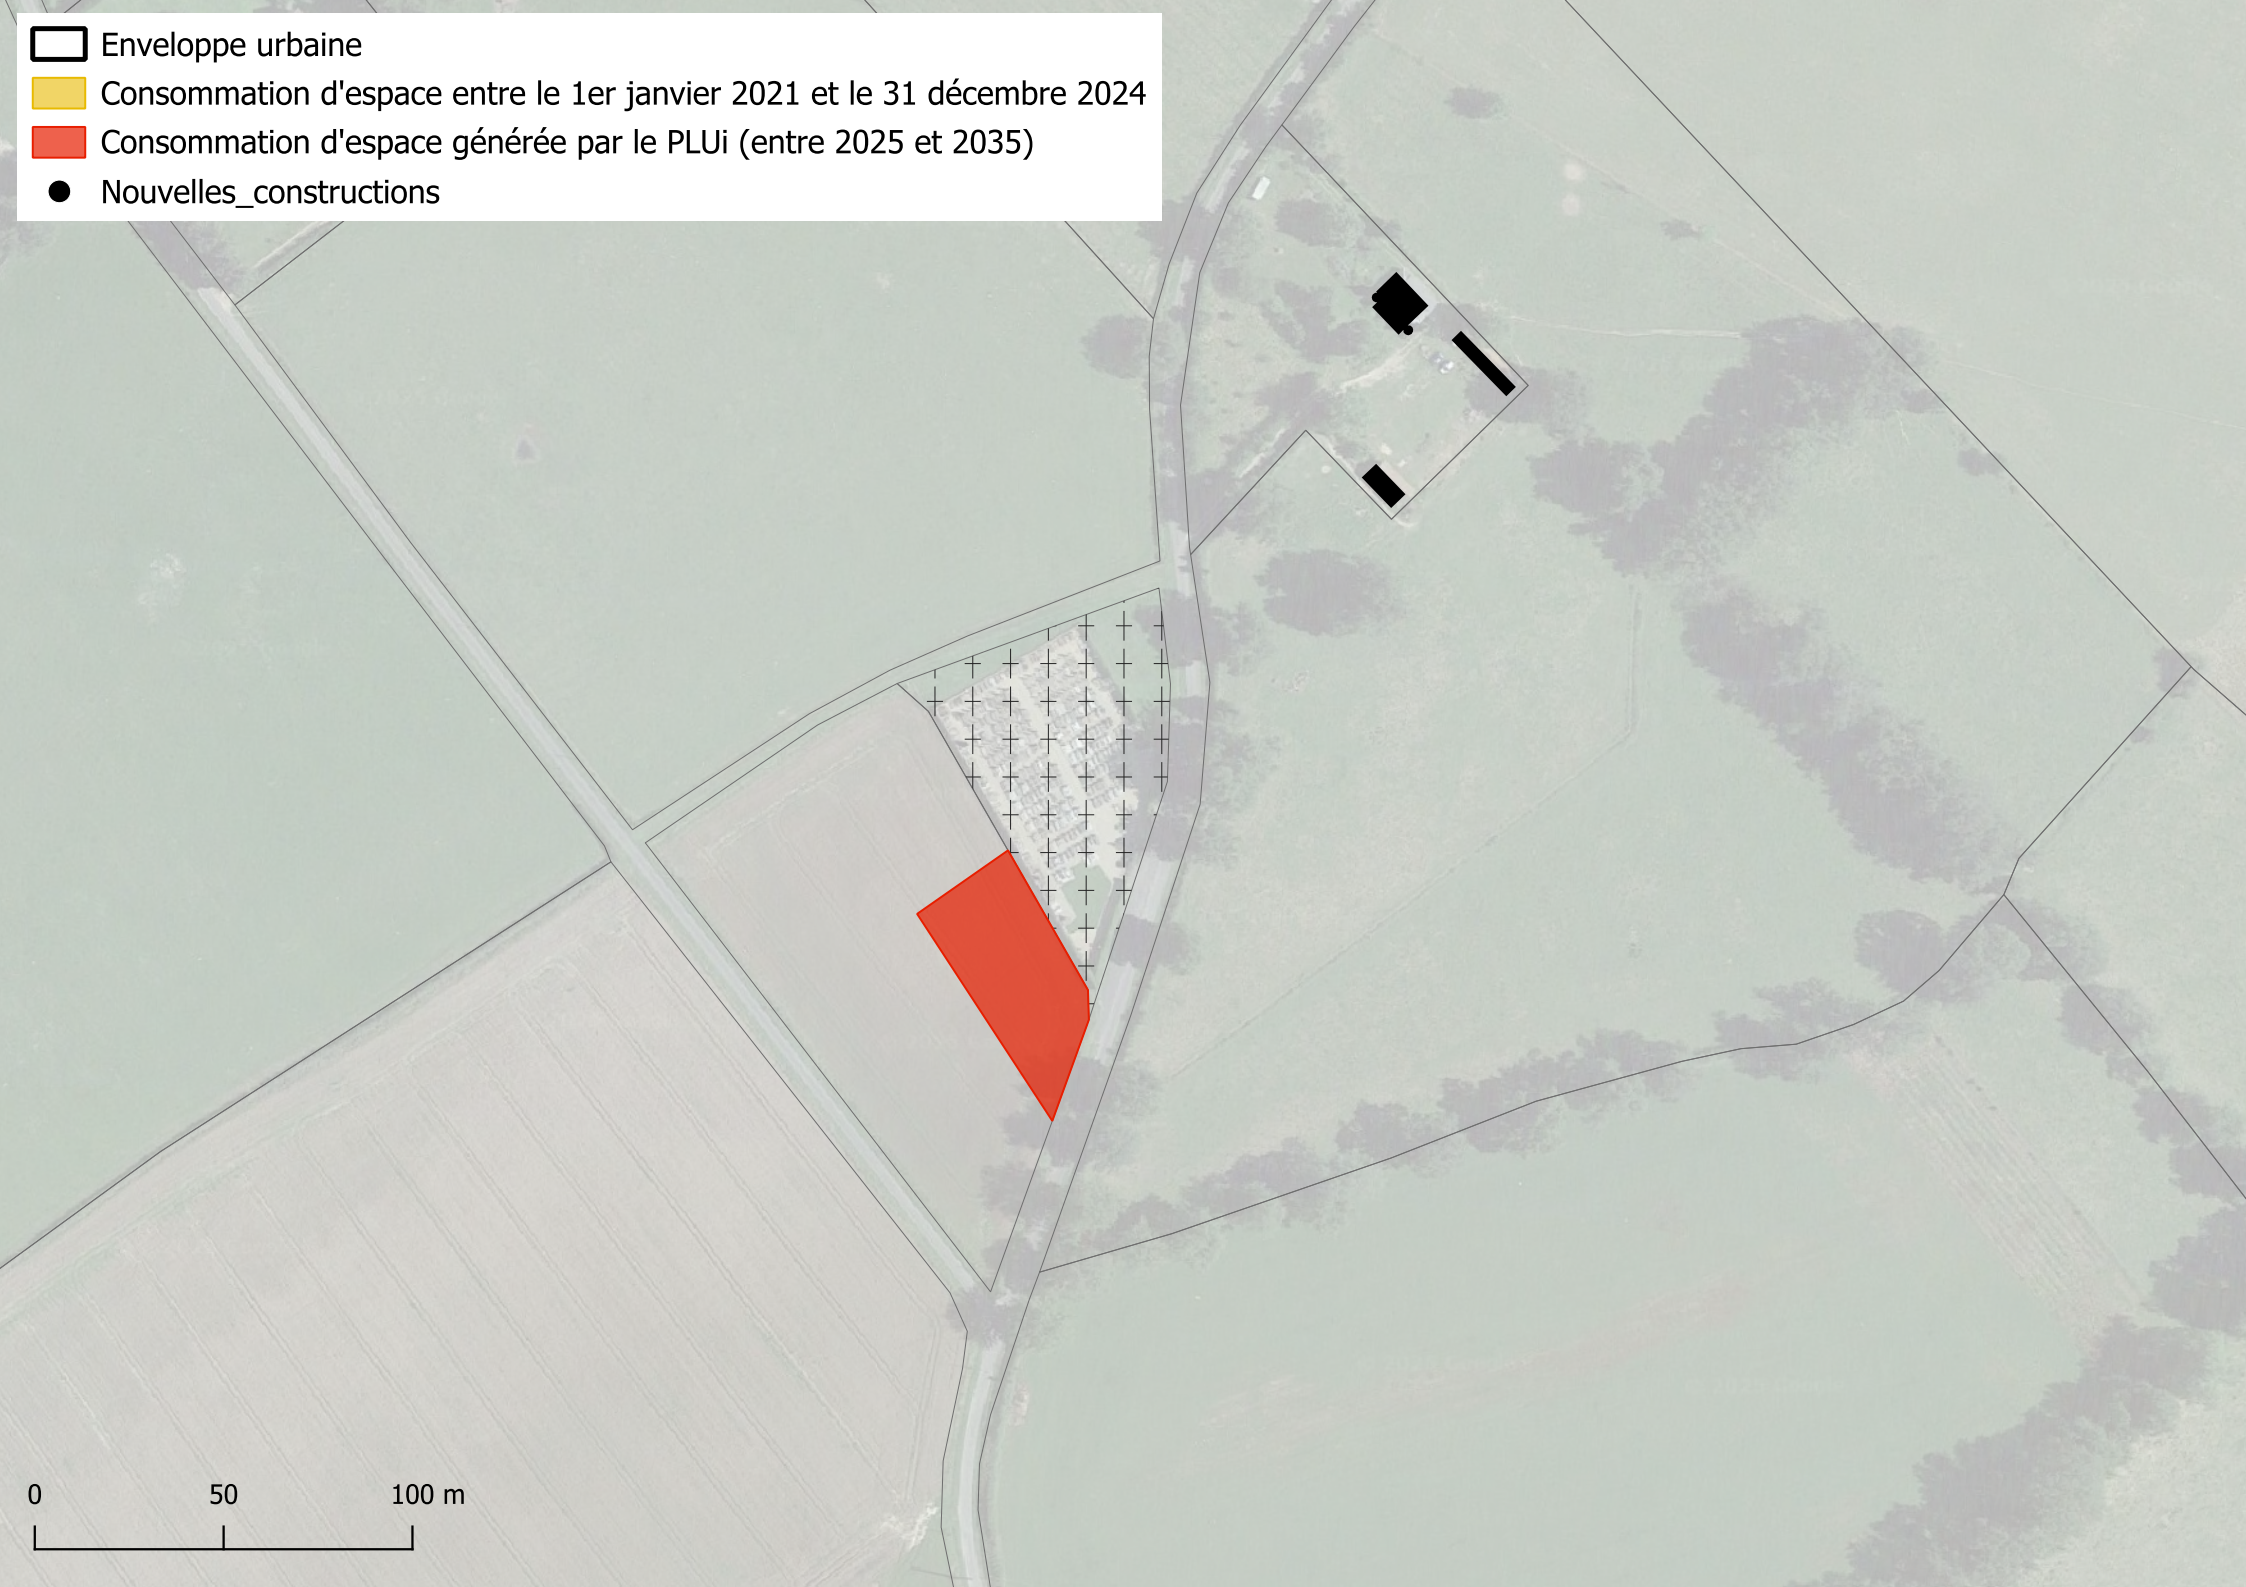 Enveloppe urbaine
Consommation d'espace entre le 1er janvier 2021 et le 31 décembre 2024
Consommation d'espace générée par le PLUi (entre 2025 et 2035)
Nouvelles_constructions
0 50 100 m